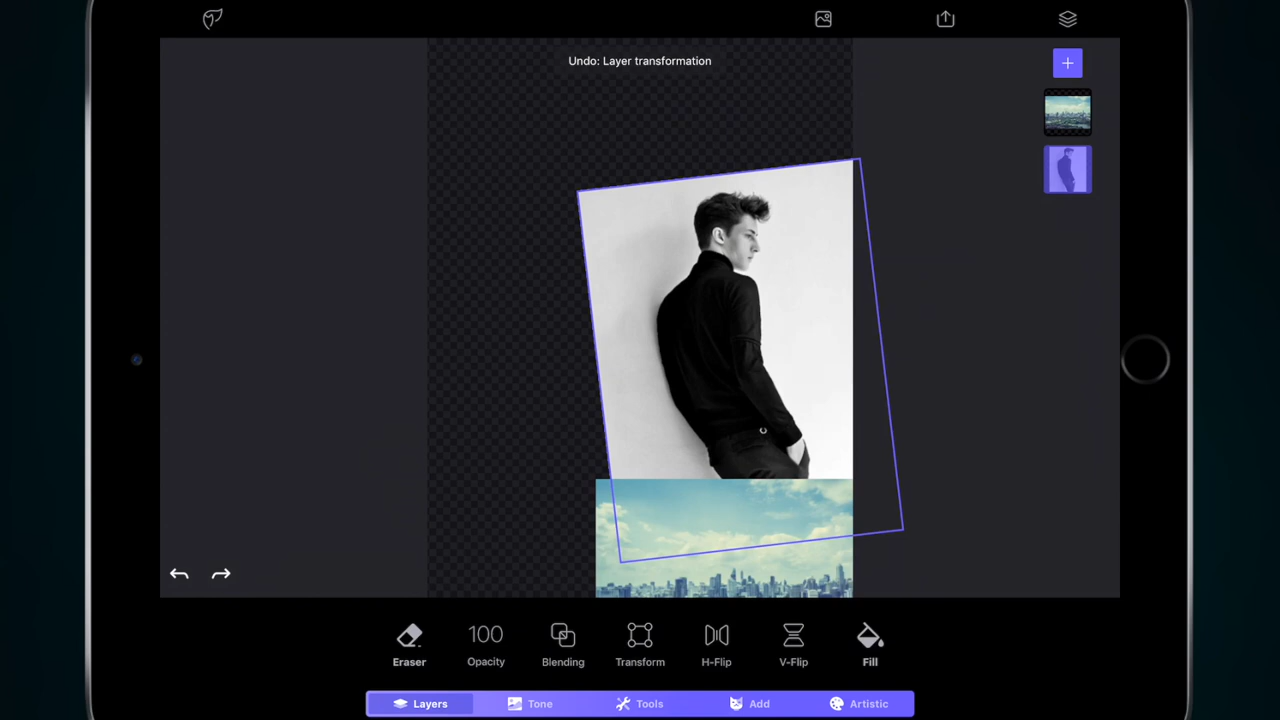 Undo: Layer transformation
+
Eraser
100
Opacity
Blending
Transform
H-Flip
V-Flip
Fill
Layers
Tone
Tools
Add
Artistic